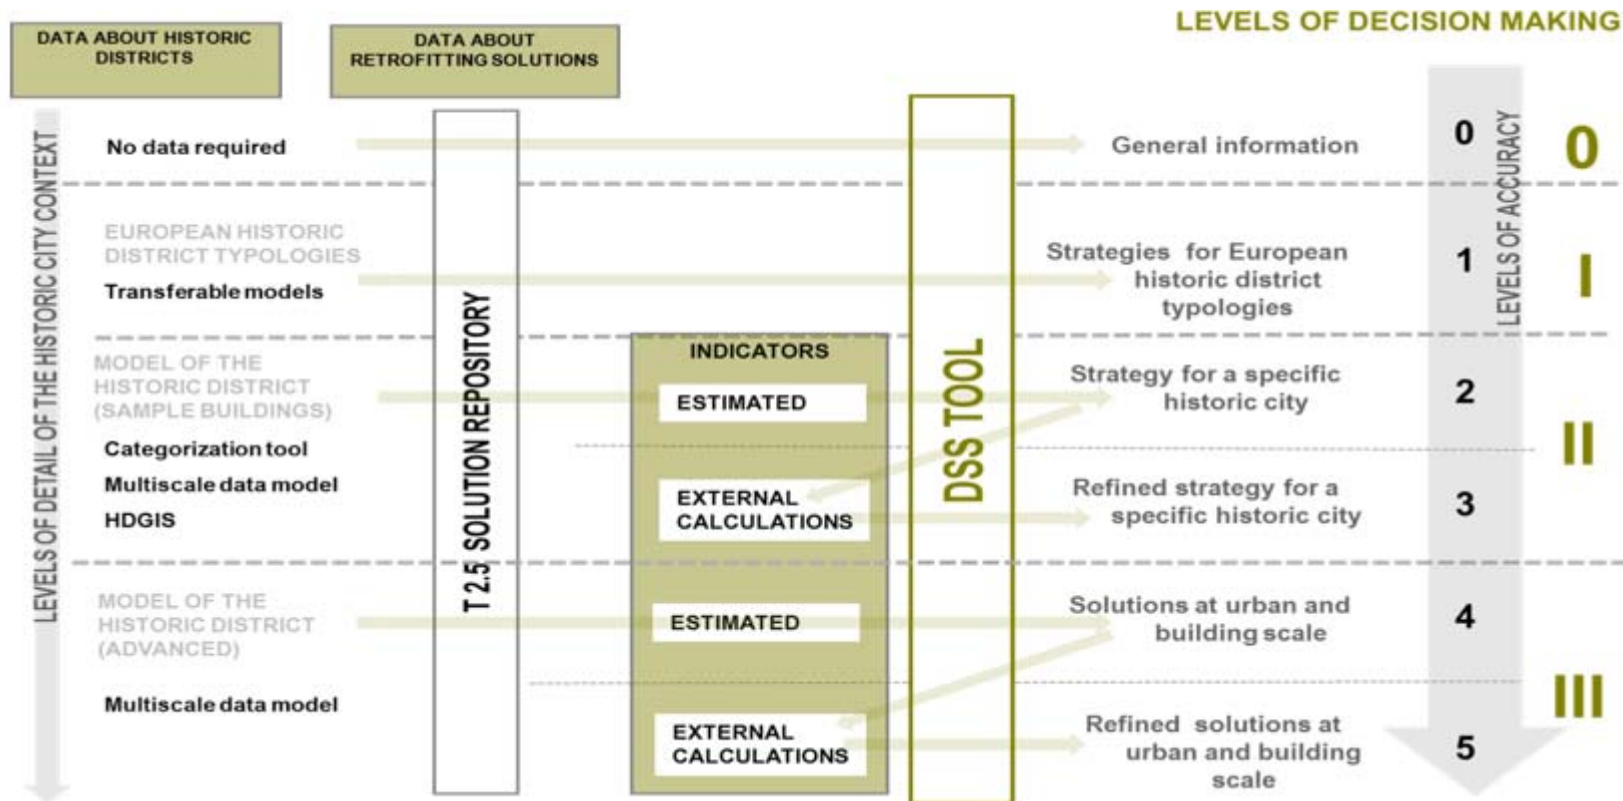 LEVELS OF DECISION MAKING
DATA ABOUT HISTORIC
DISTRICTS
DATA ABOUT
RETROFITTING SOLUTIONS
LEVELS OF DETAIL OF THE HISTORIC CITY CONTEXT
T 2.5 SOLUTION REPOSITORY
DSS TOOL
LEVELS OF ACCURACY
No data required
General information
0
0
EUROPEAN HISTORIC
DISTRICT TYPOLOGIES
Transferable models
Strategies for European
historic district
typologies
1
I
INDICATORS
MODEL OF THE
HISTORIC DISTRICT
(SAMPLE BUILDINGS)
ESTIMATED
Strategy for a specific
historic city
2
II
Categorization tool
Multiscale data model
HDGIS
EXTERNAL
CALCULATIONS
Refined strategy for a
specific historic city
3
MODEL OF THE
HISTORIC DISTRICT
(ADVANCED)
ESTIMATED
Solutions at urban and
building scale
4
III
Multiscale data model
EXTERNAL
CALCULATIONS
Refined solutions at
urban and building
scale
5